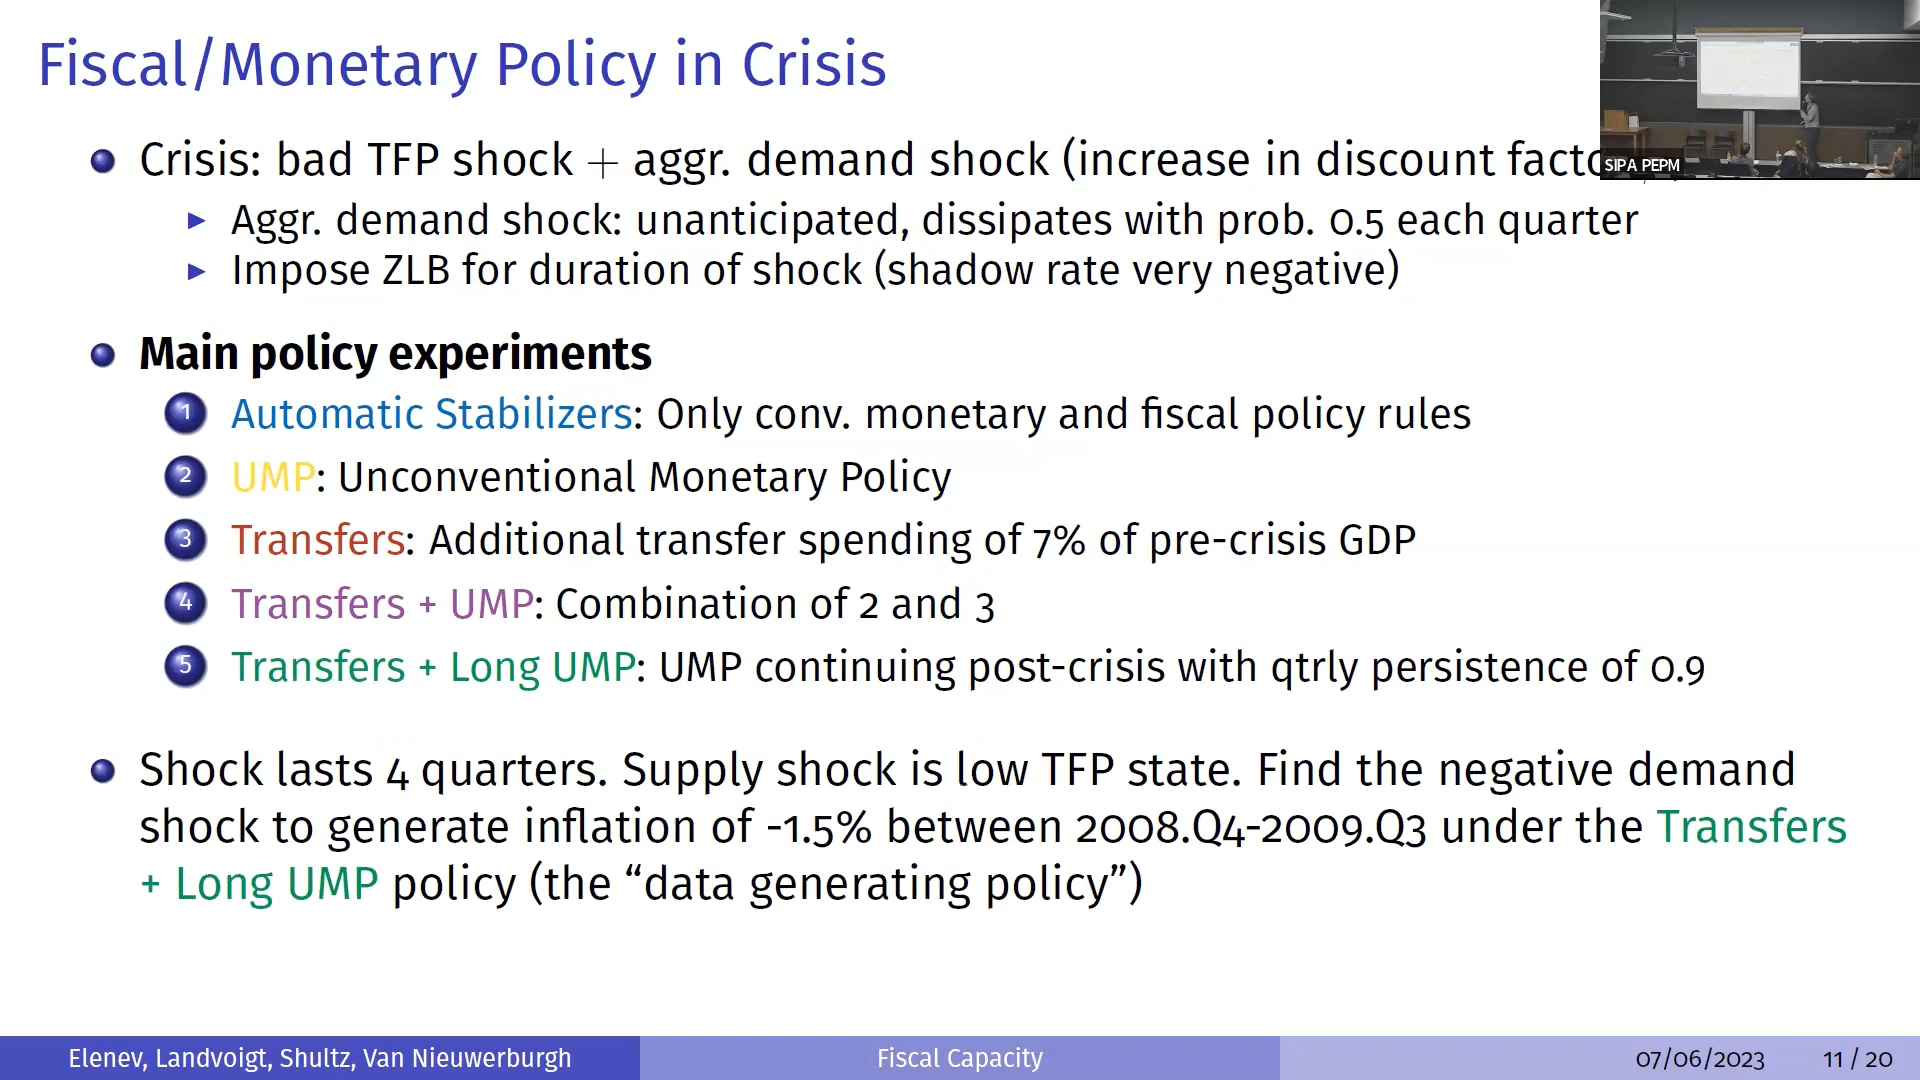 Fiscal/Monetary Policy in Crisis
Crisis: bad TFP shock + aggr. demand shock (increase in discount
SIPA PEPM
Aggr. demand shock: unanticipated, dissipates with prob. 0.5 each quarter
Impose ZLB for duration of shock (shadow rate very negative)
Main policy experiments
1 Automatic Stabilizers: Only conv. monetary and fiscal policy rules
2 UMP: Unconventional Monetary Policy
3 Transfers: Additional transfer spending of 7% of pre-crisis GDP
4 Transfers + UMP: Combination of 2 and 3
5 Transfers + Long UMP: UMP continuing post-crisis with qtrly persistence of 0.9
Shock lasts 4 quarters. Supply shock is low TFP state. Find the negative demand
shock to generate inflation of -1.5% between 2008.Q4-2009.Q3 under the Transfers
+ Long UMP policy (the “data generating policy”)
Elenev, Landvoigt, Shultz, Van Nieuwerburgh
Fiscal Capacity
07/06/2023
11 / 20